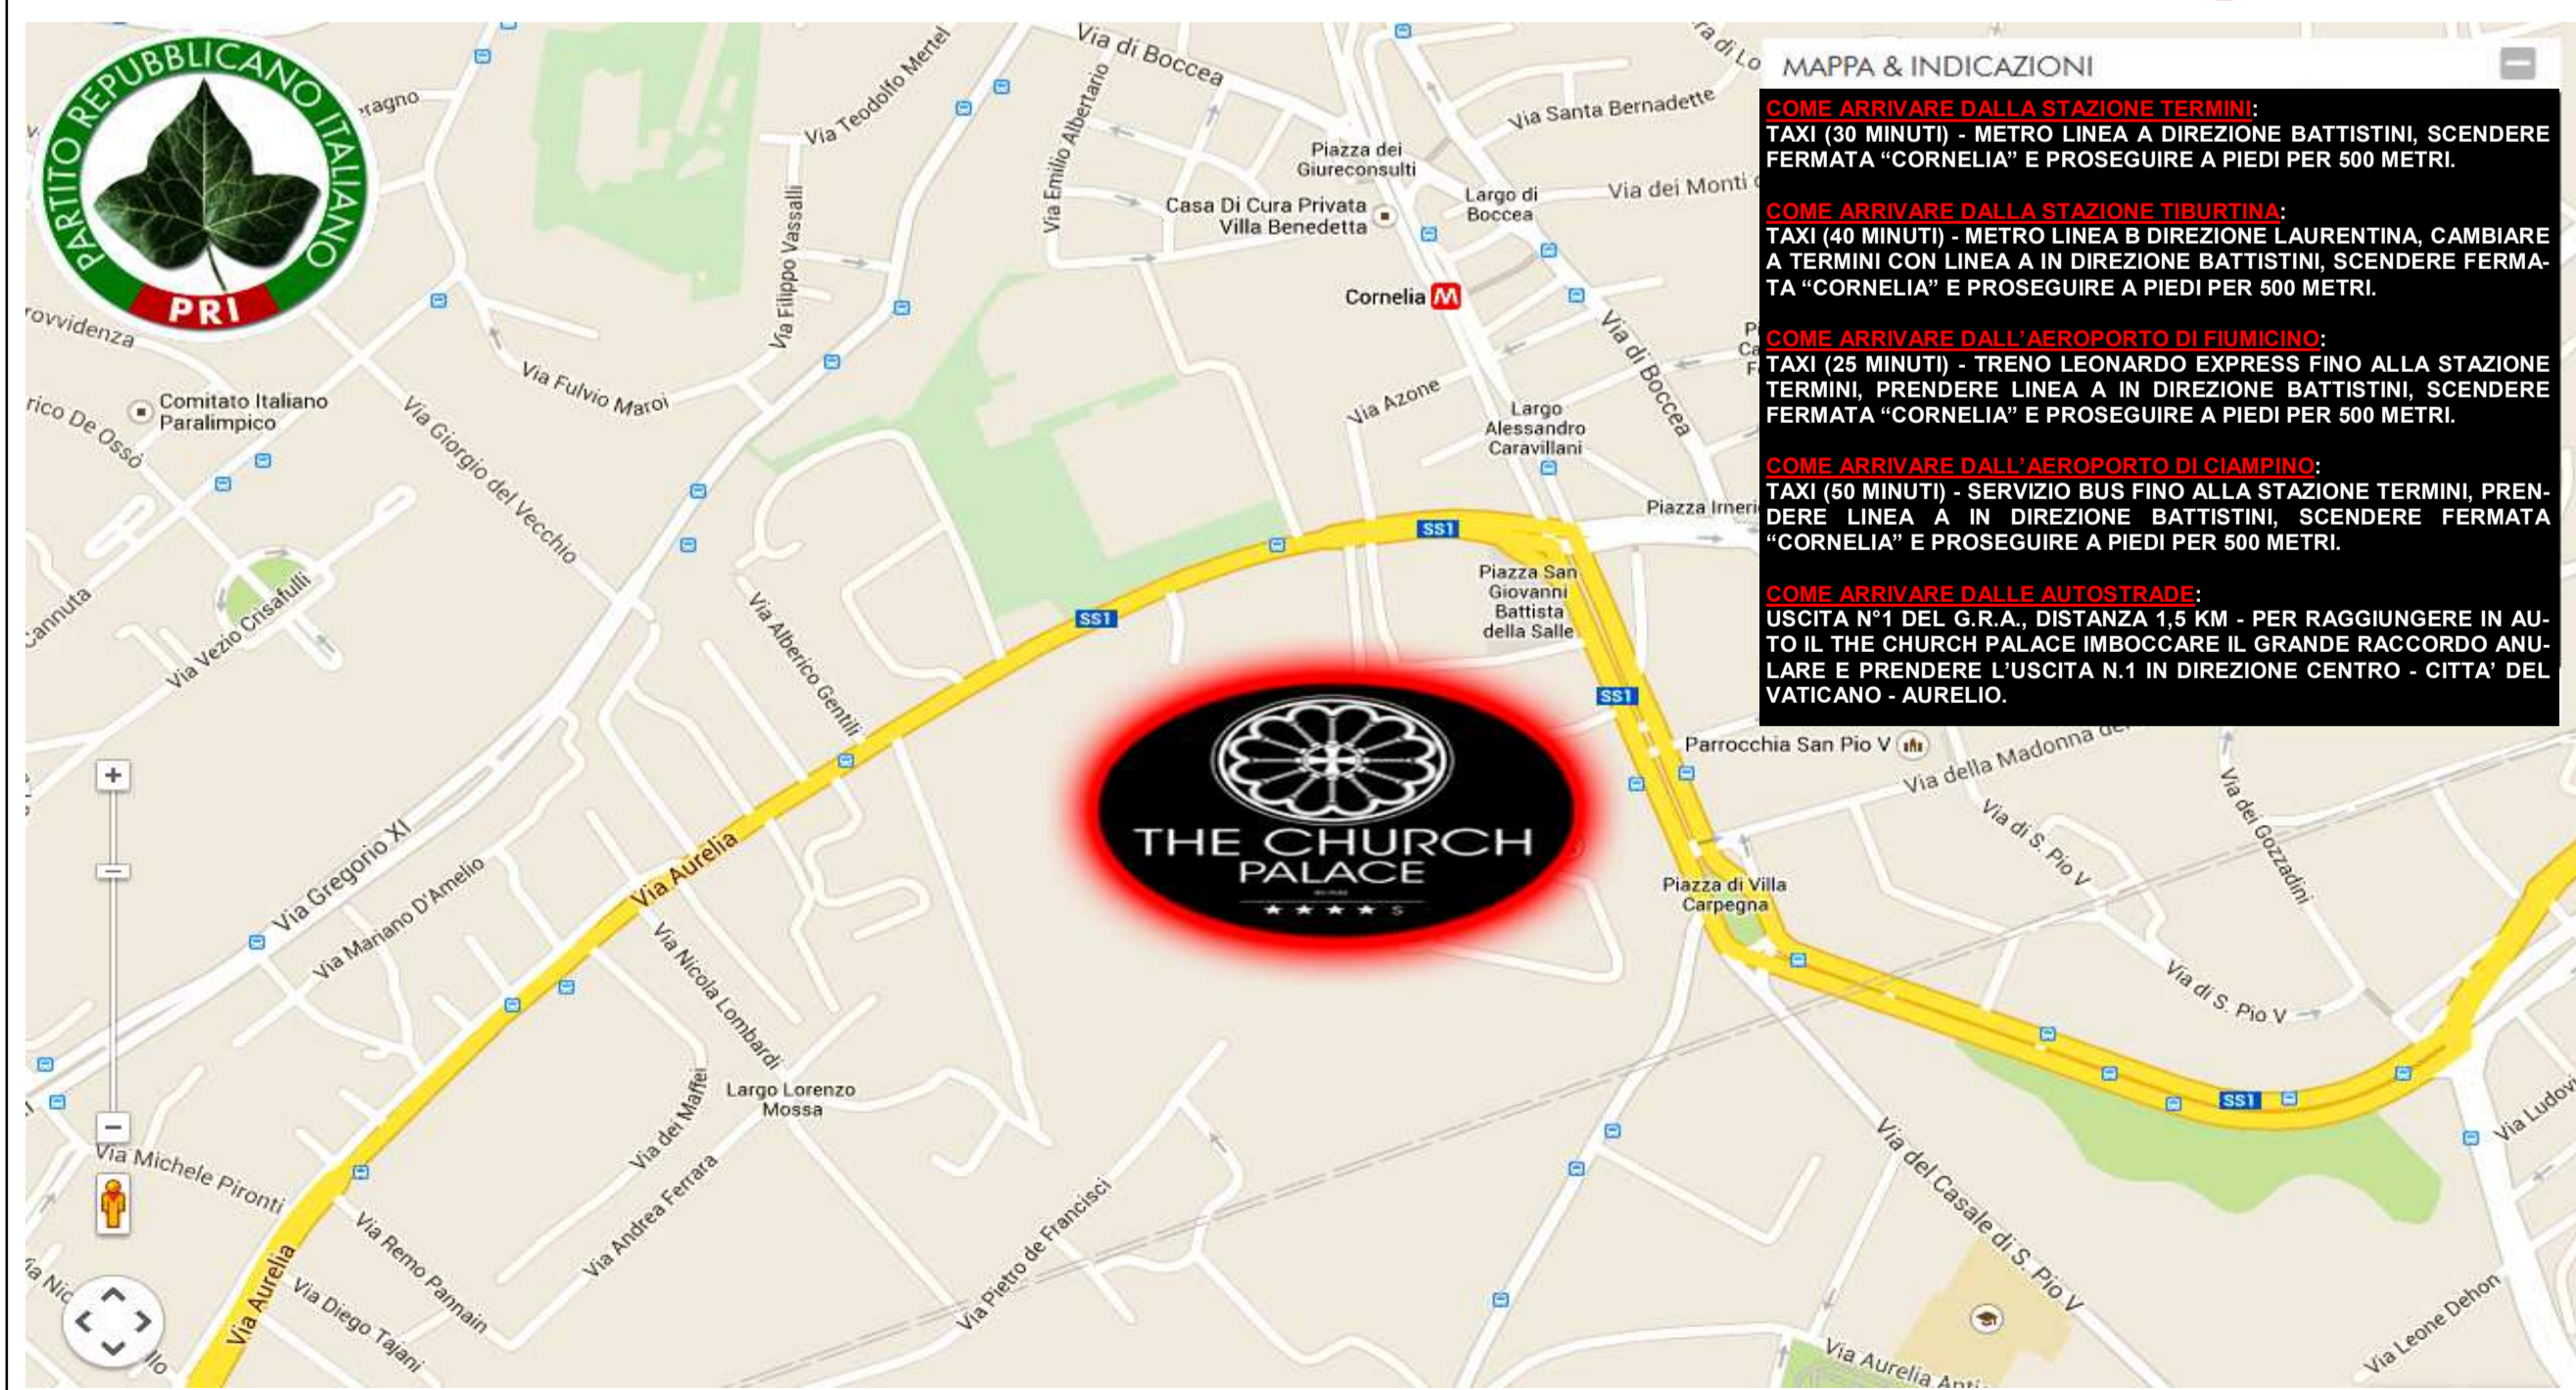 PARTITO REPUBBLICANO ITALIANO
PRI
MAPPA & INDICAZIONI
COME ARRIVARE DALLA STAZIONE TERMINI:
TAXI (30 MINUTI) - METRO LINEA A DIREZIONE BATTISTINI, SCENDERE
FERMATA “CORNELIA” E PROSEGUIRE A PIEDI PER 500 METRI.
COME ARRIVARE DALLA STAZIONE TIBURTINA:
TAXI (40 MINUTI) - METRO LINEA B DIREZIONE LAURENTINA, CAMBIARE
A TERMINI CON LINEA A IN DIREZIONE BATTISTINI, SCENDERE FERMA-
TA “CORNELIA” E PROSEGUIRE A PIEDI PER 500 METRI.
COME ARRIVARE DALL’AEROPORTO DI FIUMICINO:
TAXI (25 MINUTI) - TRENO LEONARDO EXPRESS FINO ALLA STAZIONE
TERMINI, PRENDERE LINEA A IN DIREZIONE BATTISTINI, SCENDERE
FERMATA “CORNELIA” E PROSEGUIRE A PIEDI PER 500 METRI.
COME ARRIVARE DALL’AEROPORTO DI CIAMPINO:
TAXI (50 MINUTI) - SERVIZIO BUS FINO ALLA STAZIONE TERMINI, PREN-
DERE LINEA A IN DIREZIONE BATTISTINI, SCENDERE FERMATA
“CORNELIA” E PROSEGUIRE A PIEDI PER 500 METRI.
COME ARRIVARE DALLE AUTOSTRADE:
USCITA N°1 DEL G.R.A., DISTANZA 1,5 KM - PER RAGGIUNGERE IN AU-
TO IL THE CHURCH PALACE IMBOCCARE IL GRANDE RACCORDO ANU-
LARE E PRENDERE L’USCITA N.1 IN DIREZIONE CENTRO - CITTA’ DEL
VATICANO - AURELIO.
Via di Boccea
Via Teodolfo Mertel
Via Emilio Albertario
Via Santa Bernadette
Piazza dei
Giureconsulti
Largo di
Boccea
Via dei Monti
Casa Di Cura Privata
Villa Benedetta
Via Filippo Vassalli
Cornelia M
Via di Boccea
Via Fulvio Maroi
Comitato Italiano
Paralimpico
rico De Ossò
Via Giorgio del Vecchio
Via Azone
Largo
Alessandro
Caravillani
Piazza Irneri
SS1
Piazza San
Giovanni
Battista
della Salle
SS1
Via Alberico Gentili
Via Vezio Crisafulli
Cannuta
SS1
THE CHURCH
PALACE
★ ★ ★ ★ S
Parrocchia San Pio V
Via della Madonna
Via dei Gozzadini
Via di S. Pio V
Piazza di Villa
Carpegna
Via di S. Pio V
Via Gregorio XI
Via Mariano D'Amelio
Via Aurelia
Via Nicola Lombardi
Via dei Maffei
Largo Lorenzo
Mossa
SS1
Via Ludovi
Via Michele Pironti
Via Andrea Ferrara
Via Pietro de Francisci
Via del Casale di S. Pio V
Via Remo Pannain
Via Aurelia
Via Diego Tajani
Via Leone Dehon
Via Aurelia Anti